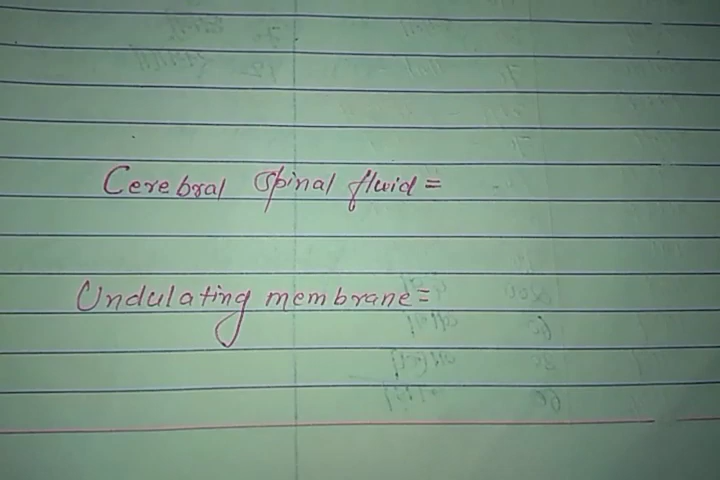 Cerebral Spinal fluid =
Undulating membrane =